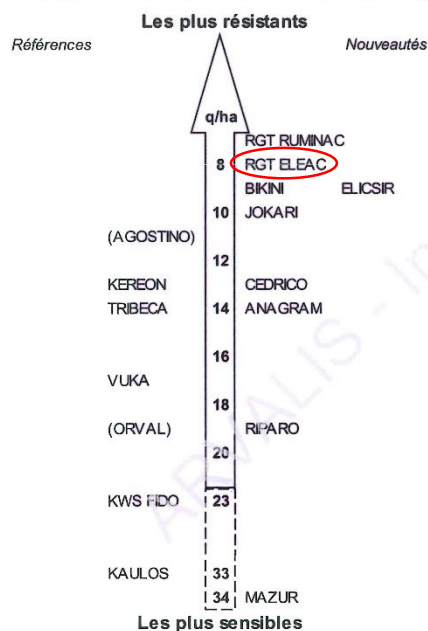 Les plus résistants
Références Nouveautés
q/ha
RGT RUMINAC
8 RGT ELEAC
BIKINI ELICSIR
10 JOKARI
(AGOSTINO)
12
KEREON CEDRICO
TRIBECA 14 ANAGRAM
16
VUKA
18
(ORVAL) RIPARO
20
KWS FIDO 23
KAULOS 33
34 MAZUR
Les plus sensibles
ARVALIS - In